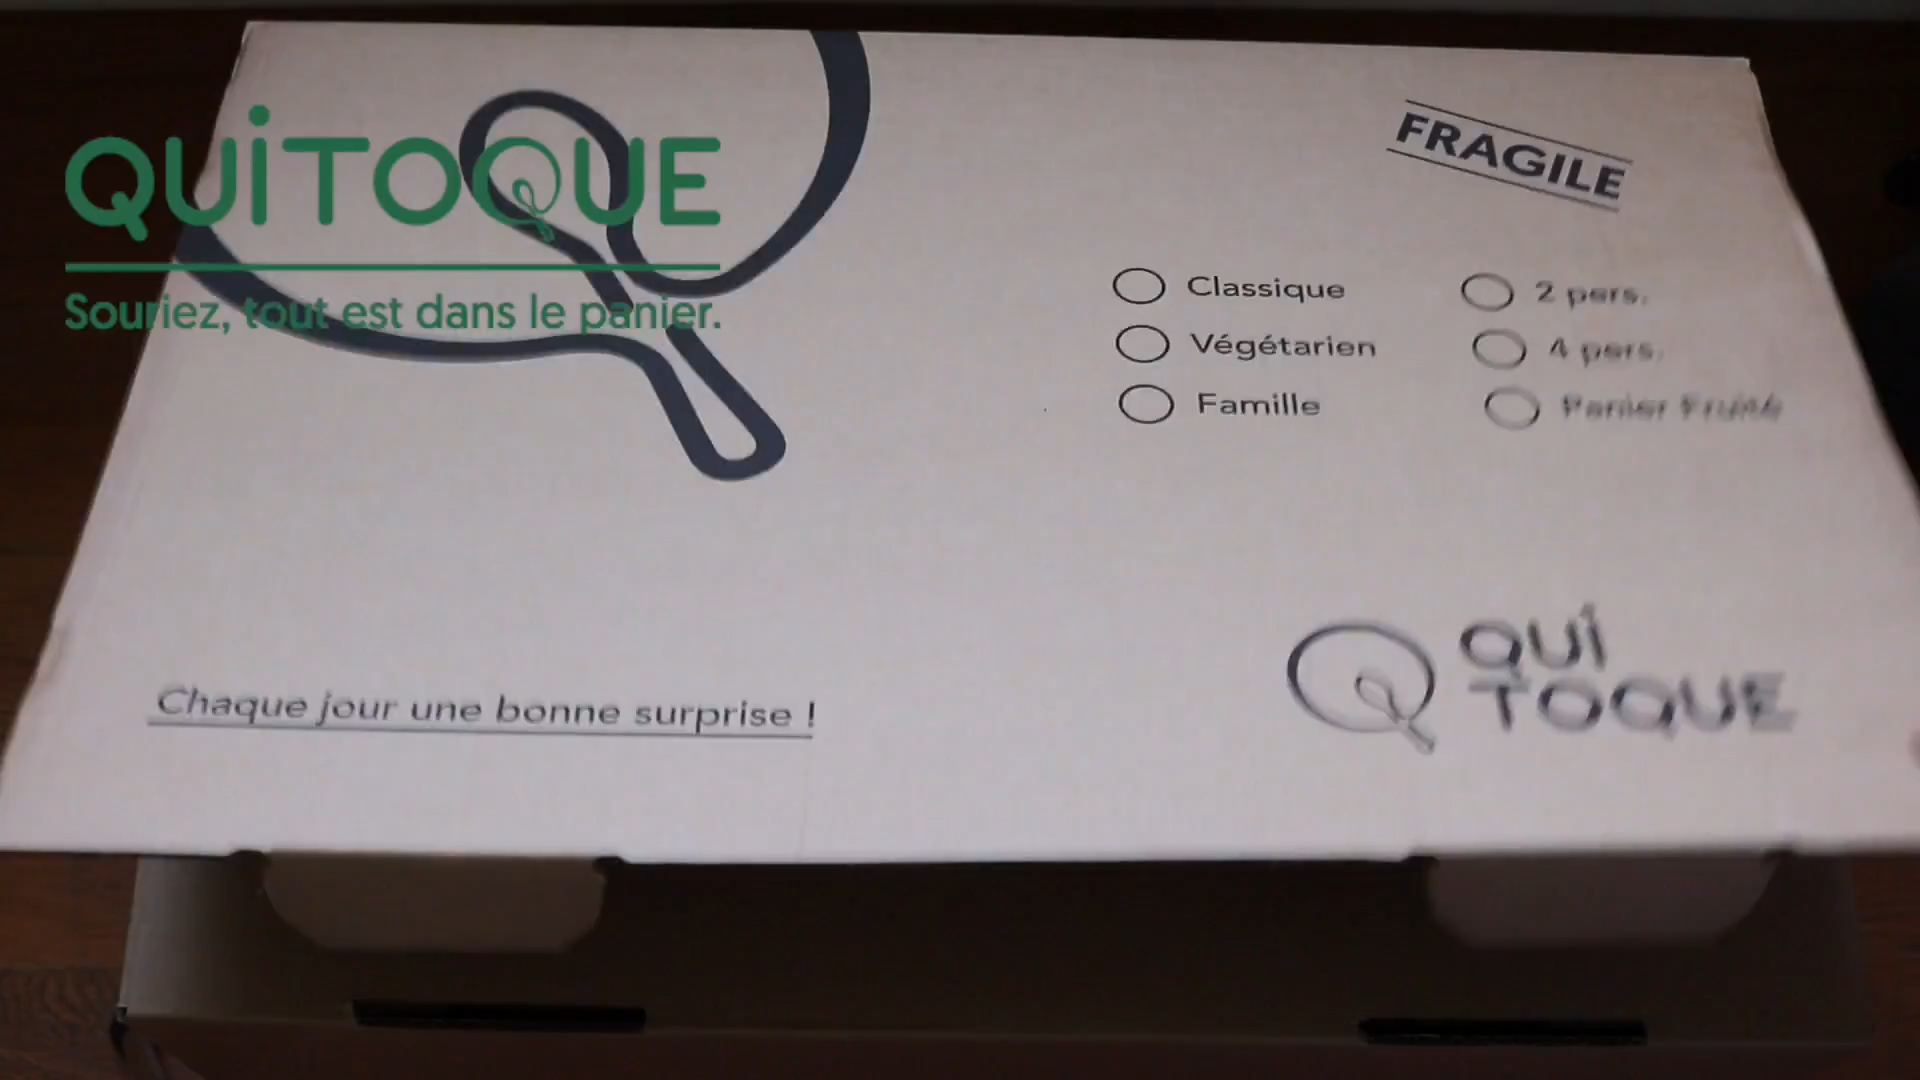 QUiTOQUE
Souriez, tout est dans le panier.
FRAGILE
Classique
Végétarien
Famille
2 pers.
4 pers.
Panier
Chaque jour une bonne surprise !
QUi
TOQUE